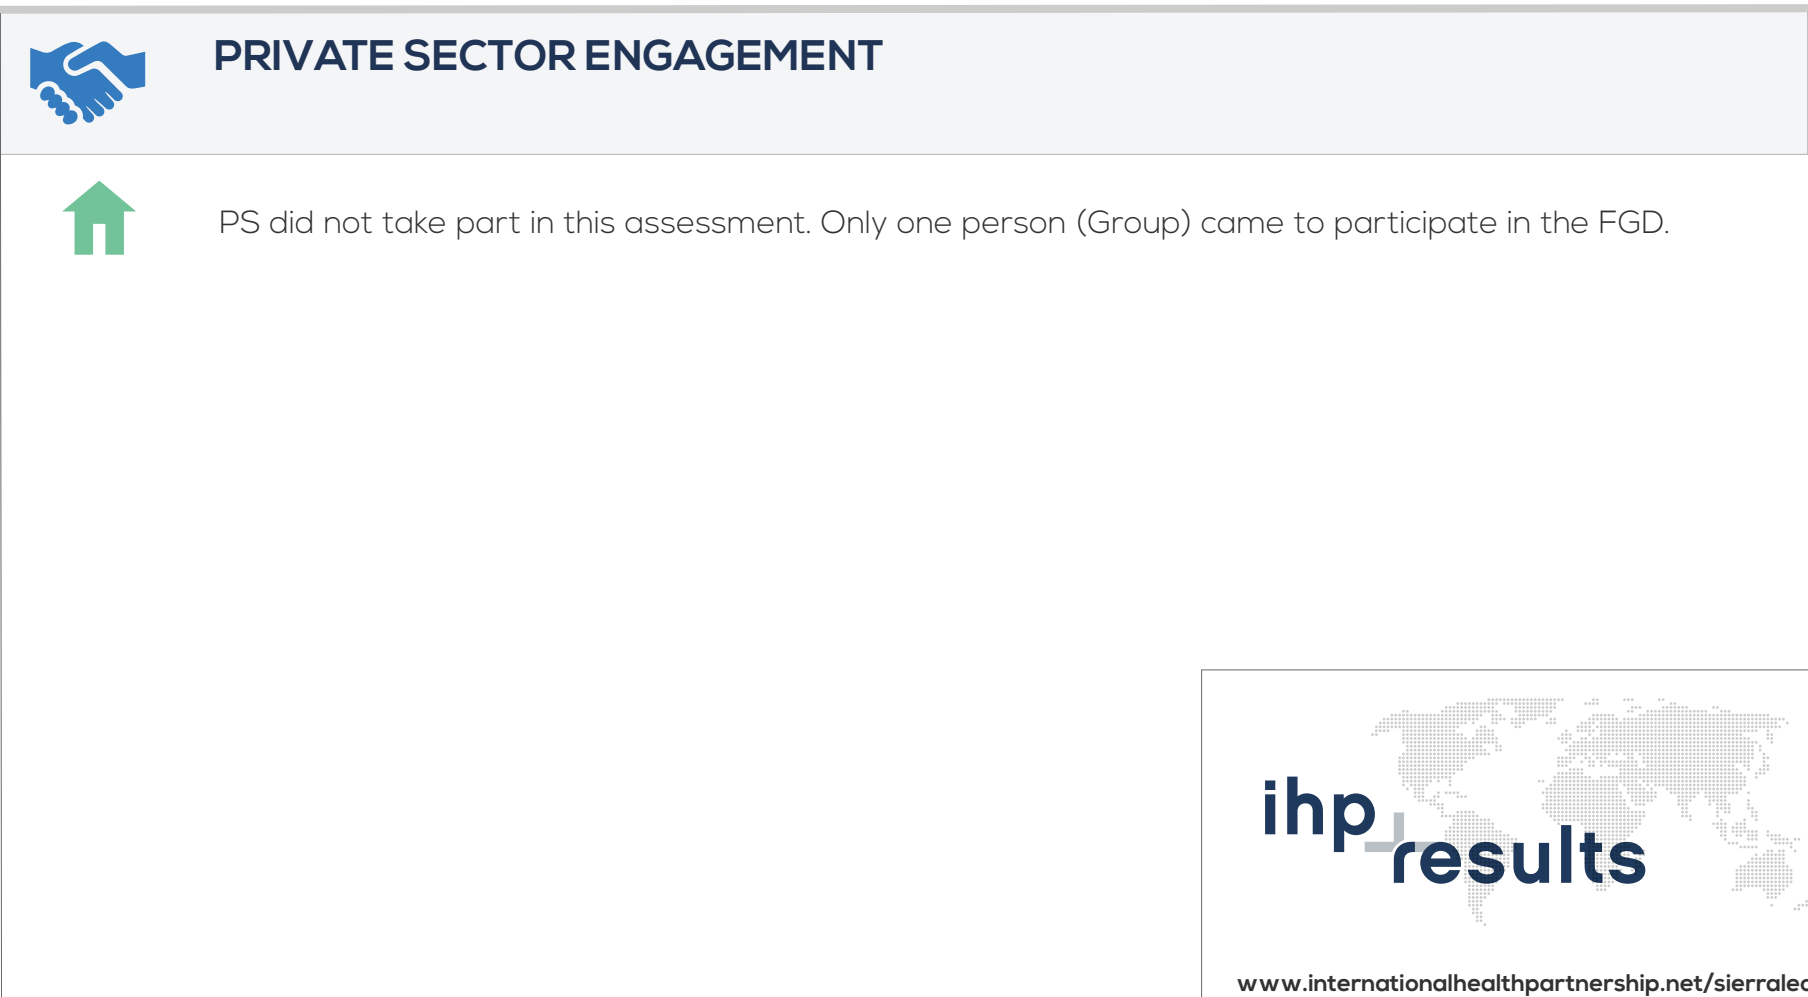 PRIVATE SECTOR ENGAGEMENT
PS did not take part in this assessment. Only one person (Group) came to participate in the FGD.
ihp
results
www.internationalhealthpartnership.net/sierralec